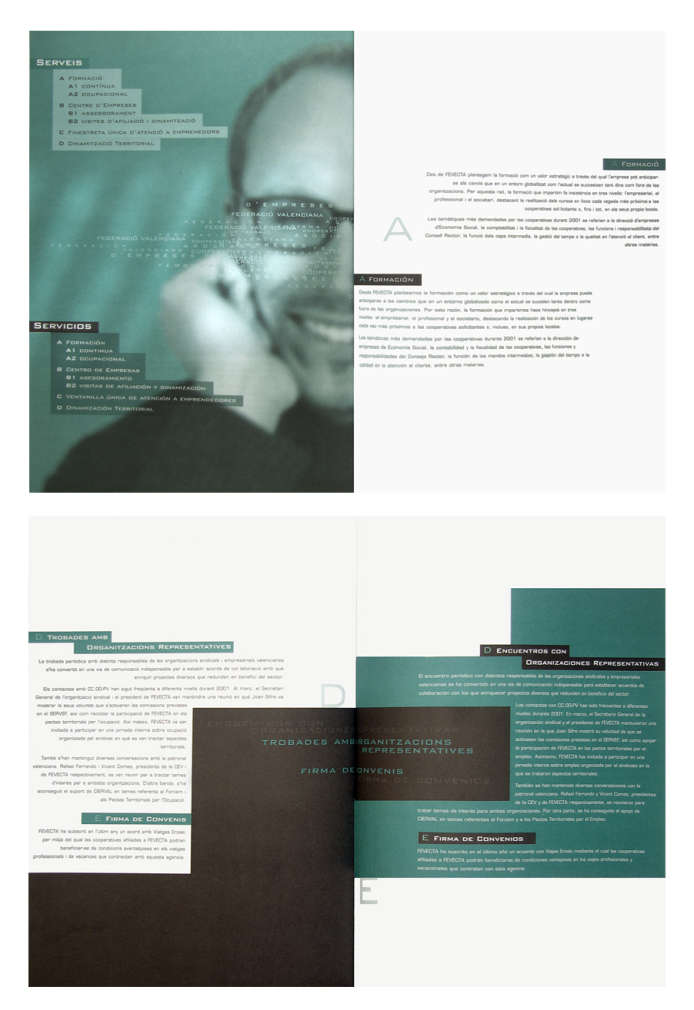 SERVEIS
A FORMACIÓ
A1 CONTÍNUA
A2 OCUPACIONAL
B CENTRE D'EMPRESES
B1 ASSESSORAMENT
B2 VISITES D'AFILIACIÓ I DINAMITZACIÓ
C FINESTRETA ÚNICA D'ATENCIÓ A EMPRENEDORS
D DINAMITZACIÓ TERRITORIAL
D'EMPRESES
FEDERACIÓ VALENCIANA
FEDERACIÓ VALENCIANA
SERVICIOS
A FORMACIÓN
A1 CONTINUA
A2 OCUPACIONAL
B CENTRO DE EMPRESAS
B1 ASESORAMIENTO
B2 VISITAS DE AFILIACIÓN Y DINAMIZACIÓN
C VENTANILLA ÚNICA DE ATENCIÓN A EMPRENDEDORES
D DINAMIZACIÓN TERRITORIAL
A FORMACIÓ
Des de FEVECTA plantegem la formació com un valor estratègic a través del qual l'empresa pot anticipar-
se als canvis que en un entorn globalitzat com l'actual se succeeixen tant dins com fora de les
organitzacions. Per aquesta raó, la formació que impartim fa insistència en tres nivells: l'empresarial, el
professional i el societari, destacant la realització dels cursos en llocs cada vegada més pròxims a les
cooperatives sol·licitants o, fins i tot, en els seus propis locals.
Les temàtiques més demandades per les cooperatives durant 2001 se referien a la direcció d'empreses
d'Economia Social, la comptabilitat i la fiscalitat de les cooperatives, les funcions i responsabilitats del
Consell Rector, la funció dels caps intermedis, la gestió del temps o la qualitat en l'atenció al client, entre
altres matèries.
A
A FORMACIÓN
Desde FEVECTA planteamos la formación como un valor estratégico a través del cual la empresa puede
anticiparse a los cambios que en un entorno globalizado como el actual se suceden tanto dentro como
fuera de las organizaciones. Por esta razón, la formación que impartimos hace hincapié en tres
niveles: el empresarial, el profesional y el societario, destacando la realización de los cursos en lugares
cada vez más próximos a las cooperativas solicitantes o, incluso, en sus propios locales.
Las temáticas más demandadas por las cooperativas durante 2001 se referían a la dirección de
empresas de Economía Social, la contabilidad y la fiscalidad de las cooperativas, las funciones y
responsabilidades del Consejo Rector, la función de los mandos intermedios, la gestión del tiempo o la
calidad en la atención al cliente, entre otras materias.
D TROBADES AMB
ORGANITZACIONS REPRESENTATIVES
La trobada periòdica amb distints responsables de les organitzacions sindicals i empresarials valencianes
s'ha convertit en una via de comunicació indispensable per a establir acords de col·laboració amb que
enriquir projectes diversos que redunden en benefici del sector.
Els contactes amb CC.OO-PV han sigut freqüents a diferents nivells durant 2001. Al març, el Secretari
General de l'organització sindical i el president de FEVECTA van mantindre una reunió en què Joan Sifre va
mostrar la seua voluntat que s'activaren les comissions previstes
en el SERVEF, així com recolzar la participació de FEVECTA en els
pactes territorials per l'ocupació. Així mateix, FEVECTA va ser
invitada a participar en una jornada interna sobre ocupació
organitzada pel sindicat en què es van tractar aspectes
territorials.
També s'han mantingut diverses conversacions amb la patronal
valenciana. Rafael Ferrando i Vicent Comes, presidents de la CEV i
de FEVECTA respectivament, es van reunir per a tractar temes
d'interés per a ambdós organitzacions. D'altra banda, s'ha
aconseguit el suport de CIERVAL en temes referents al Foncem i
als Pactes Territorials per l'Ocupació.
E FIRMA DE CONVENIS
FEVECTA ha subscrit en l'últim any un acord amb Viatges Eroski,
per mitjà del qual les cooperatives afiliades a FEVECTA podran
beneficiar-se de condicions avantatjoses en els viatges
professionals i de vacances que contractan amb aquesta agencia.
D
ENCUENTROS CON
ORGANIZACIONES REPRESENTATIVAS
TROBADES AMB ORGANITZACIONS
REPRESENTATIVES
FIRMA DE CONVENIS
FIRMA DE CONVENIOS
D ENCUENTROS CON
ORGANIZACIONES REPRESENTATIVAS
El encuentro periódico con distintos responsables de las organizaciones sindicales y empresariales
valencianas se ha convertido en una vía de comunicación indispensable para establecer acuerdos de
colaboración con los que enriquecer proyectos diversos que redunden en beneficio del sector.
Los contactos con CC.OO-PV han sido frecuentes a diferentes
niveles durante 2001. En marzo, el Secretario General de la
organización sindical y el presidente de FEVECTA mantuvieron una
reunión en la que Joan Sifre mostró su voluntad de que se
activasen las comisiones previstas en el SERVEF, así como apoyar
la participación de FEVECTA en los pactos territoriales por el
empleo. Asimismo, FEVECTA ha sido invitada a participar en una
jornada interna sobre empleo organizada por el sindicato en la
que se trataron aspectos territoriales.
También se han mantenido diversas conversaciones con la
patronal valenciana. Rafael Ferrando y Vicent Comes, presidentes
de la CEV y de FEVECTA respectivamente, se reunieron para
tratar temas de interés para ambas organizaciones. Por otra parte, se ha conseguido el apoyo de
CIERVAL en temas referentes al Forcem y a los Pactos Territoriales por el Empleo.
E FIRMA DE CONVENIOS
FEVECTA ha suscrito en el último año un acuerdo con Viajes Eroski, mediante el cual las cooperativas
afiliadas a FEVECTA podrán beneficiarse de condiciones ventajosas en los viajes profesionales y
vacacionales que contraten con esta agencia.
E